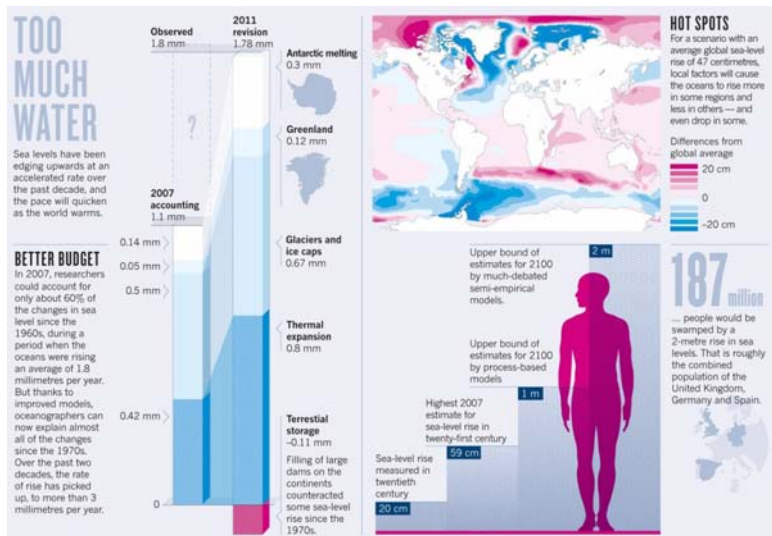 TOO
MUCH
WATER
Sea levels have been
edging upwards at an
accelerated rate over
the past decade, and
the pace will quicken
as the world warms.
BETTER BUDGET
In 2007, researchers
could account for
only about 60% of
the changes in sea
level since the
1960s, during a
period when the
oceans were rising
an average of 1.8
millimetres per year.
But thanks to
improved models,
oceanographers can
now explain almost
all of the changes
since the 1970s.
Over the past two
decades, the rate
of rise has picked
up, to more than 3
millimetres per year.
Observed
1.8 mm
2011
revision
1.78 mm
?
2007
accounting
1.1 mm
0.14 mm
0.05 mm
0.5 mm
0.42 mm
0
Antarctic melting
0.3 mm
Greenland
0.12 mm
Glaciers and
ice caps
0.67 mm
Thermal
expansion
0.8 mm
Terrestial
storage
–0.11 mm
Filling of large
dams on the
continents
counteracted
some sea-level
rise since the
1970s.
HOT SPOTS
For a scenario with an
average global sea-level
rise of 47 centimetres,
local factors will cause
the oceans to rise more
in some regions and
less in others — and
even drop in some.
Differences from
global average
20 cm
0
–20 cm
Upper bound of
estimates for 2100
by much-debated
semi-empirical
models.
2 m
Upper bound of
estimates for 2100
by process-based
models
1 m
Highest 2007
estimate for
sea-level rise in
twenty-first century
59 cm
Sea-level rise
measured in
twentieth
century
20 cm
187 million
... people would be
swamped by a
2-metre rise in sea
levels. That is roughly
the combined
population of the
United Kingdom,
Germany and Spain.